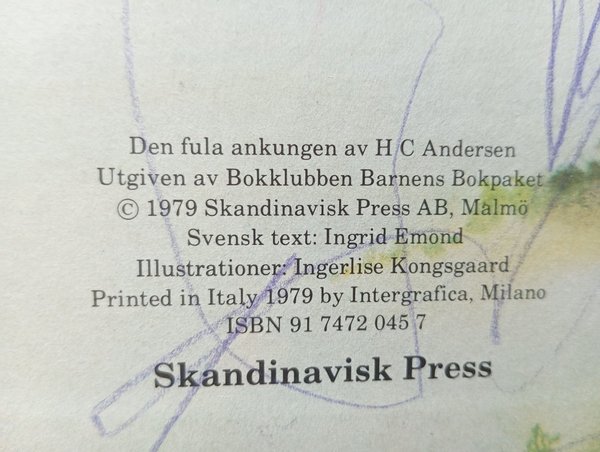 Den fula ankungen av H C Andersen
Utgiven av Bokklubben Barnens Bokpaket
© 1979 Skandinavisk Press AB, Malmö
Svensk text: Ingrid Emond
Illustrationer: Ingerlise Kongsgaard
Printed in Italy 1979 by Intergrafica, Milano
ISBN 91 7472 045 7
Skandinavisk Press